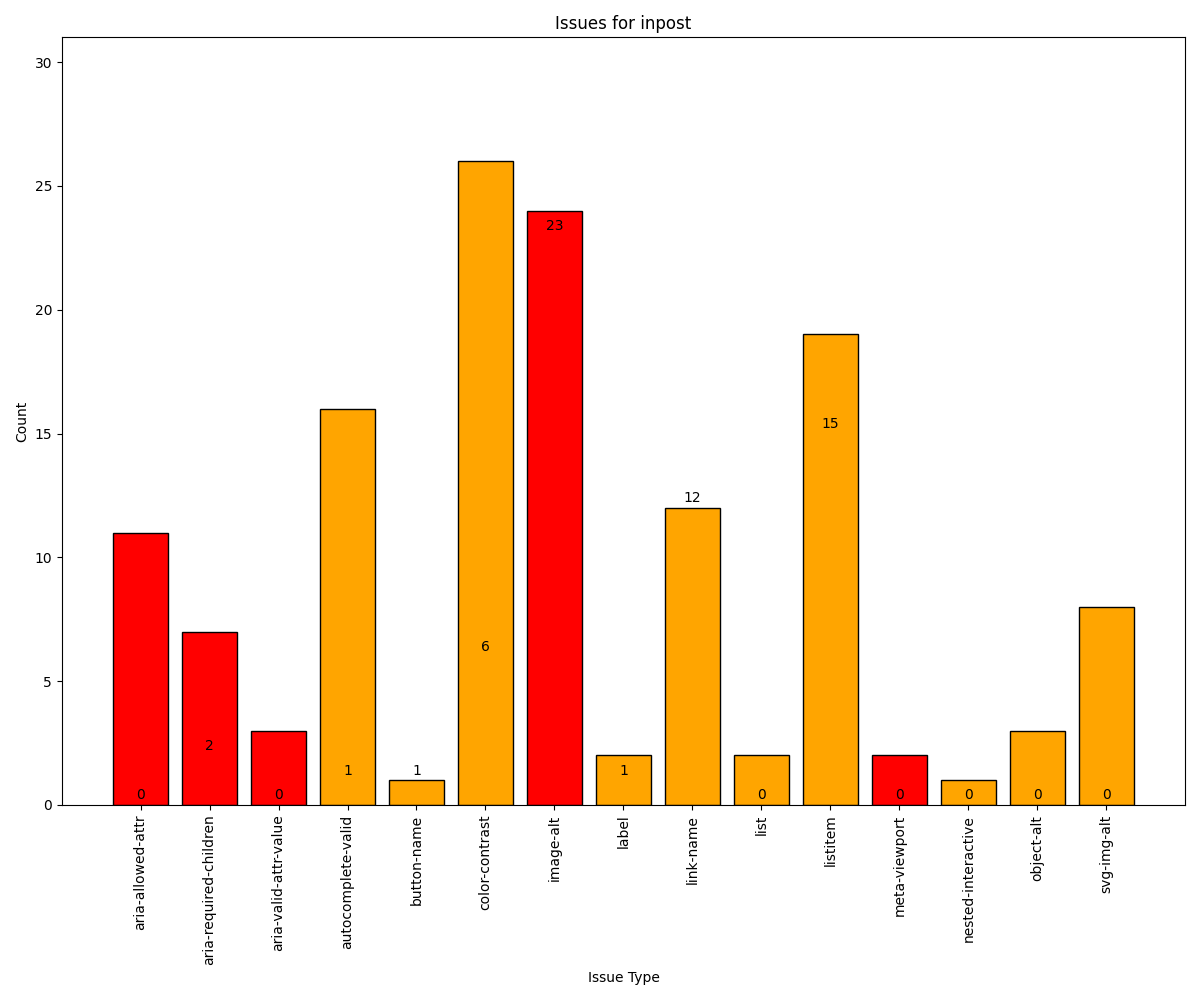 Issues for inpost
30
25
20
15
10
5
0
Count
0
2
0
1
1
6
23
1
12
0
15
0
0
0
0
aria-allowed-attr
aria-required-children
aria-valid-attr-value
autocomplete-valid
button-name
color-contrast
image-alt
label
link-name
list
listitem
meta-viewport
nested-interactive
object-alt
svg-img-alt
Issue Type